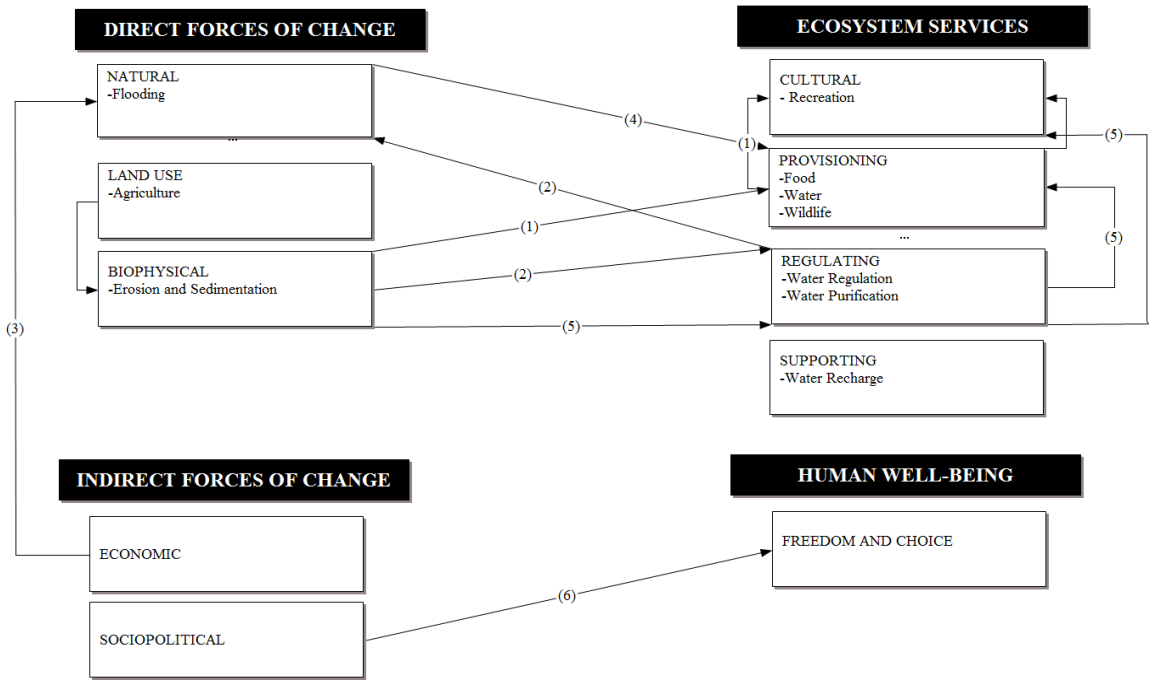 DIRECT FORCES OF CHANGE
ECOSYSTEM SERVICES
NATURAL
-Flooding
...
LAND USE
-Agriculture
BIOPHYSICAL
-Erosion and Sedimentation
CULTURAL
- Recreation
PROVISIONING
-Food
-Water
-Wildlife
...
REGULATING
-Water Regulation
-Water Purification
SUPPORTING
-Water Recharge
(4)
(1)
(5)
(2)
(1)
(5)
(2)
(5)
(3)
INDIRECT FORCES OF CHANGE
HUMAN WELL-BEING
ECONOMIC
SOCIOPOLITICAL
FREEDOM AND CHOICE
(6)